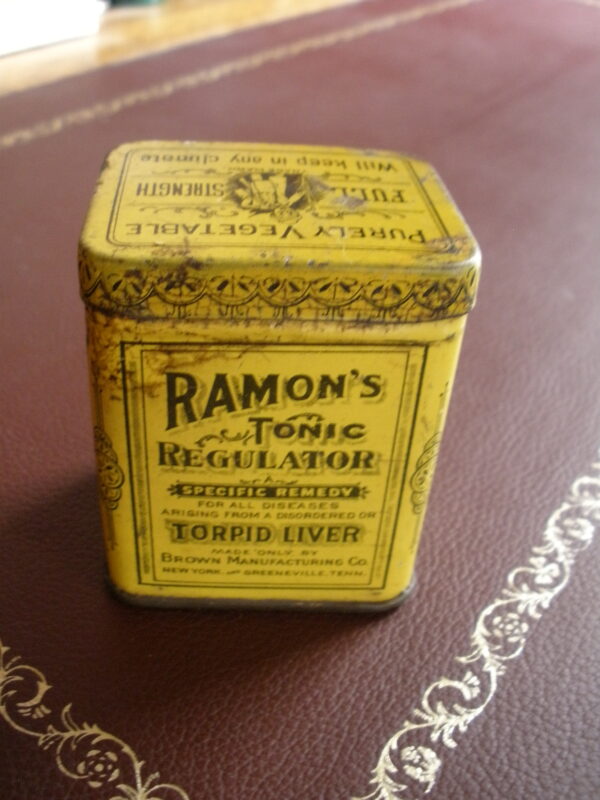 Will keep in any climate
FULL STRENGTH
PURELY VEGETABLE
RAMON'S
TONIC
REGULATOR
A
SPECIFIC REMEDY
FOR ALL DISEASES
ARISING FROM A DISORDERED OR
TORPID LIVER
MADE ONLY BY
BROWN MANUFACTURING CO.
NEW YORK. AND GREENEVILLE, TENN.